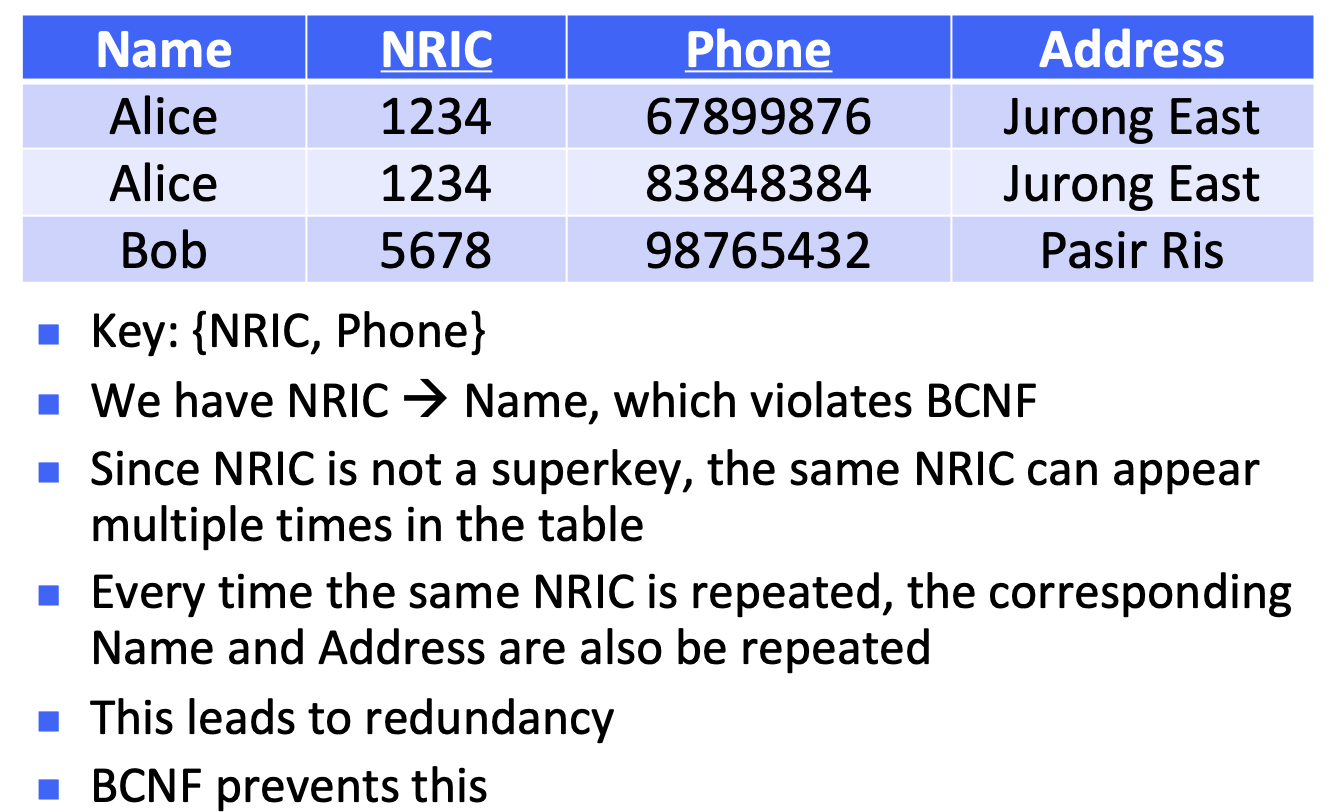 Name NRIC Phone Address
Alice 1234 67899876 Jurong East
Alice 1234 83848384 Jurong East
Bob 5678 98765432 Pasir Ris
■ Key: {NRIC, Phone}
■ We have NRIC → Name, which violates BCNF
■ Since NRIC is not a superkey, the same NRIC can appear
multiple times in the table
■ Every time the same NRIC is repeated, the corresponding
Name and Address are also be repeated
■ This leads to redundancy
■ BCNF prevents this